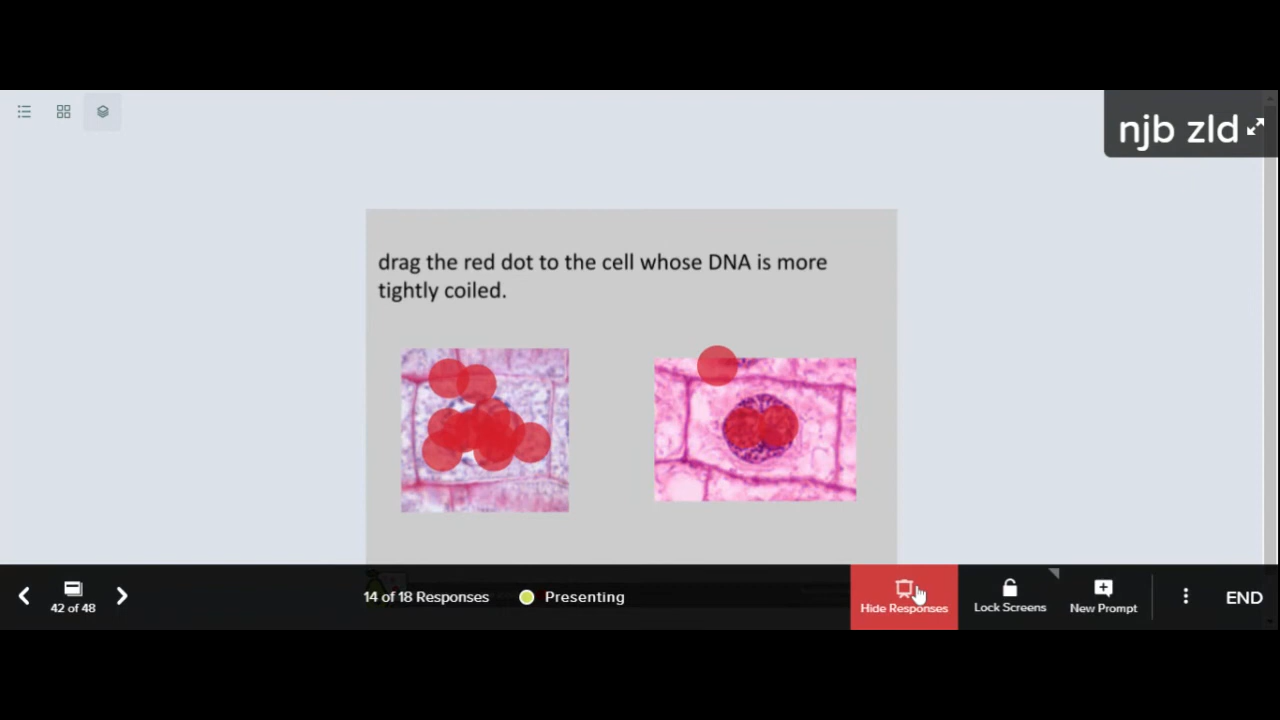 njb zld
drag the red dot to the cell whose DNA is more
tightly coiled.
42 of 48
14 of 18 Responses
Presenting
Hide Responses
Lock Screens
New Prompt
END